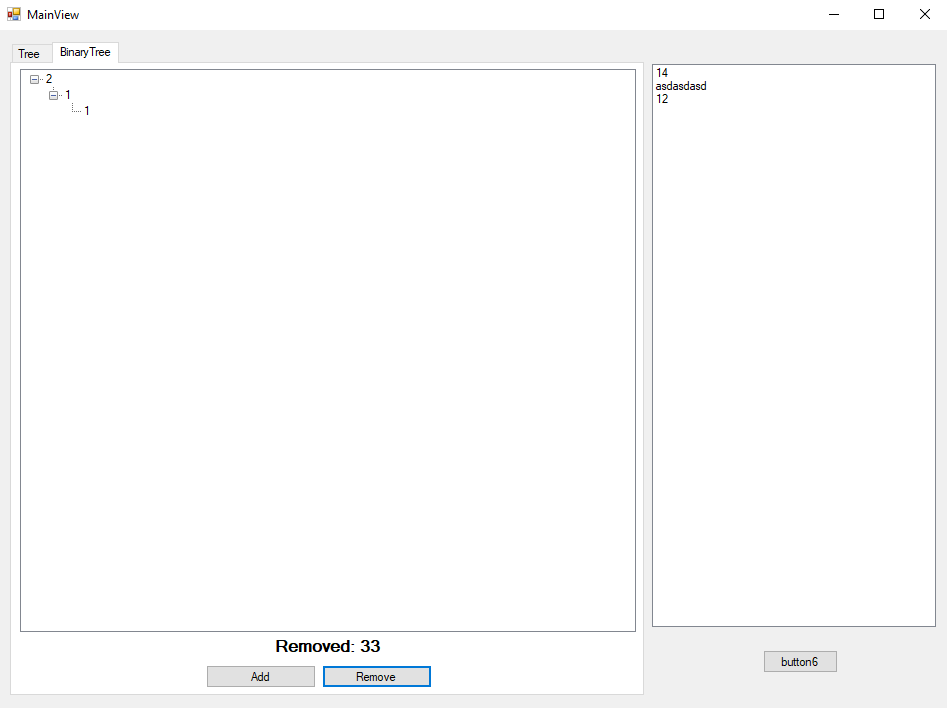 MainView
Tree
BinaryTree
2
1
1
Removed: 33
Add
Remove
14
asdasdasd
12
button6